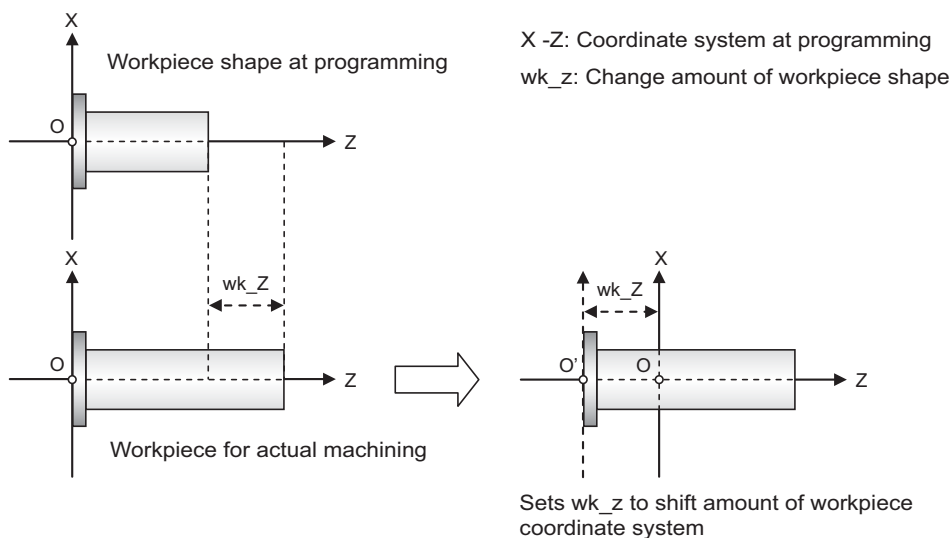 X
Workpiece shape at programming
O
Z
X -Z: Coordinate system at programming
wk_z: Change amount of workpiece shape
X
wk_Z
O
Z
Workpiece for actual machining
X
wk_Z
O'
O
Z
Sets wk_z to shift amount of workpiece
coordinate system